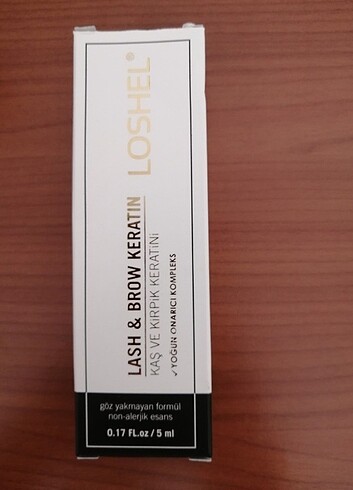 LOSHEL®
LASH & BROW KERATIN
KAŞ VE KİRPİK KERATİNİ
✓YOĞUN ONARICI KOMPLEKS
göz yakmayan formül
non-alerjik esans
0.17 FL.oz / 5 ml